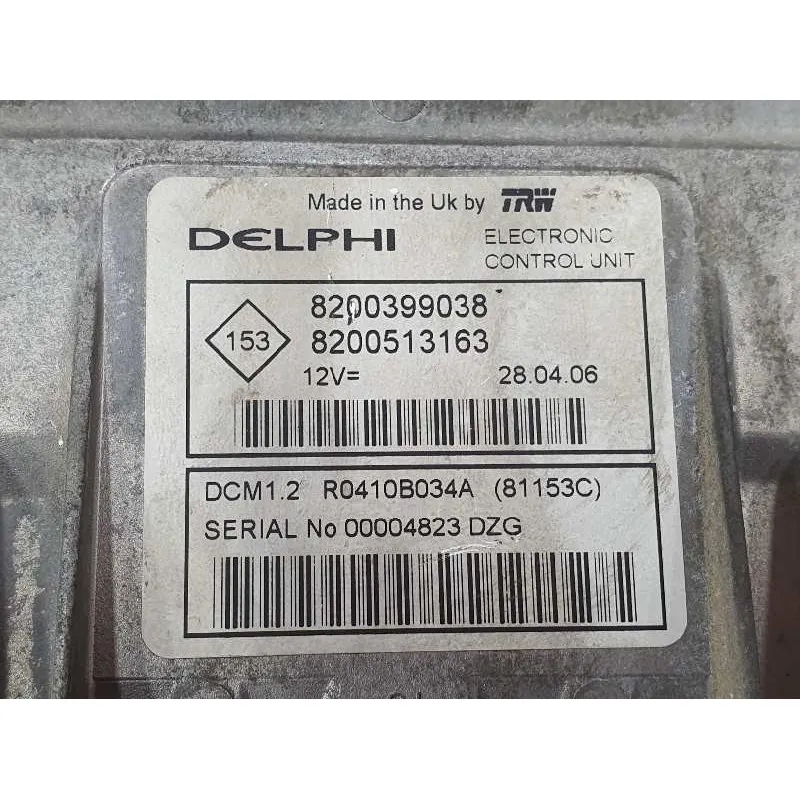 Made in the Uk by TRW
DELPHI ELECTRONIC
CONTROL UNIT
8200399038
153
8200513163
12V= 28.04.06
DCM1.2 R0410B034A (81153C)
SERIAL No 00004823 DZG